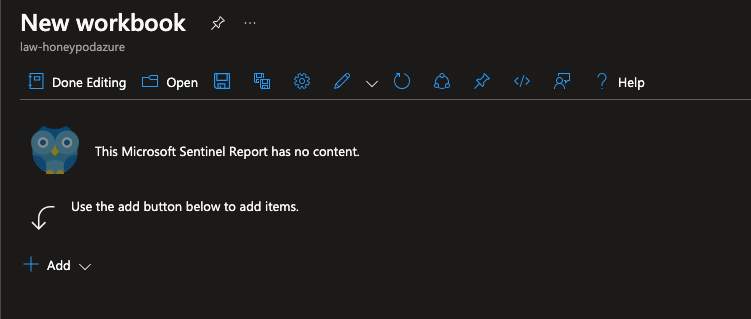 New workbook
law-honeypodazure
Done Editing Open Help
This Microsoft Sentinel Report has no content.
Use the add button below to add items.
Add